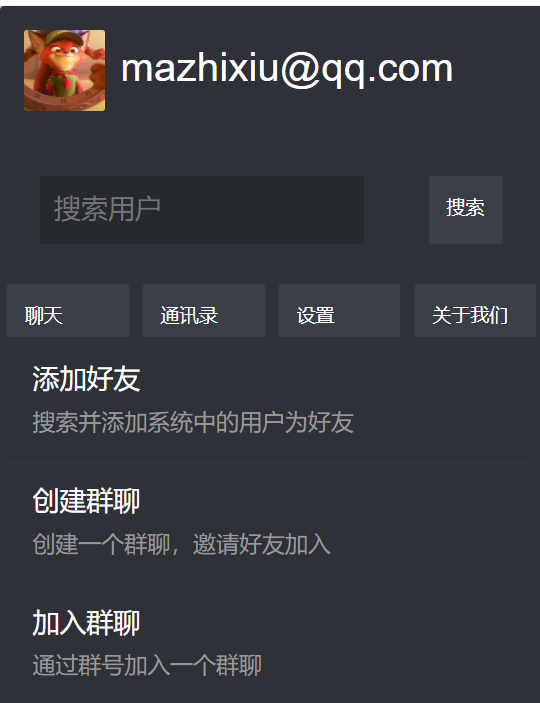 mazhixiu@qq.com
搜索用户
搜索
聊天
通讯录
设置
关于我们
添加好友
搜索并添加系统中的用户为好友
创建群聊
创建一个群聊，邀请好友加入
加入群聊
通过群号加入一个群聊